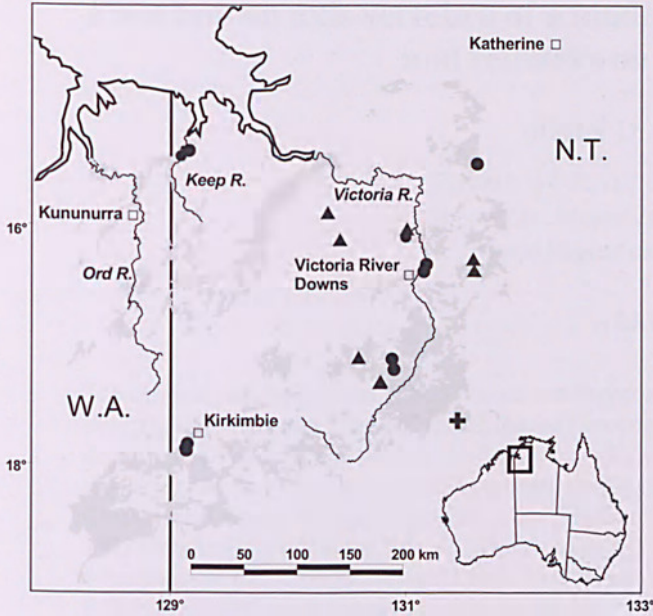 Katherine
N.T.
Keep R.
Victoria R.
Kununurra
16°
Ord R.
Victoria River
Downs
W.A.
Kirkimbie
18°
0 50 100 150 200 km
129°
131°
133°